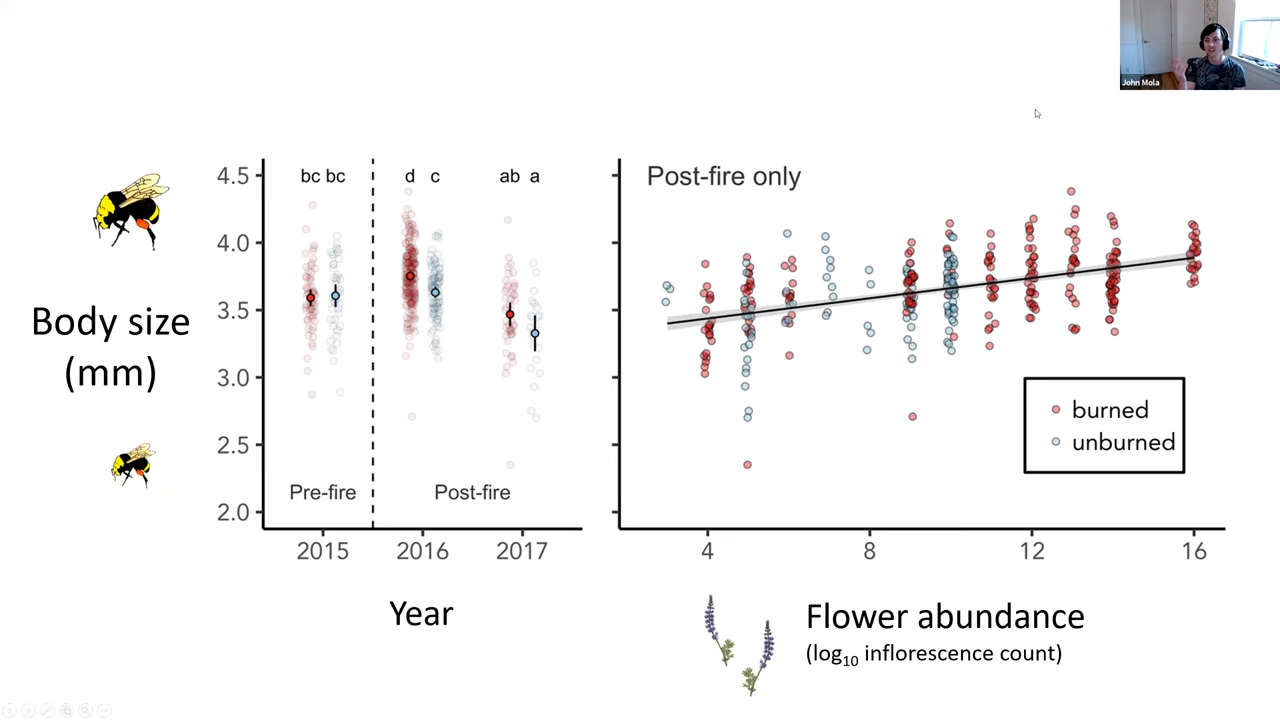 John Mola
Body size
(mm)
4.5
4.0
3.5
3.0
2.5
2.0
bc bc
d
c
ab a
Pre-fire
Post-fire
2015
2016
2017
Year
Post-fire only
burned
unburned
4
8
12
16
Flower abundance
(log10 inflorescence count)